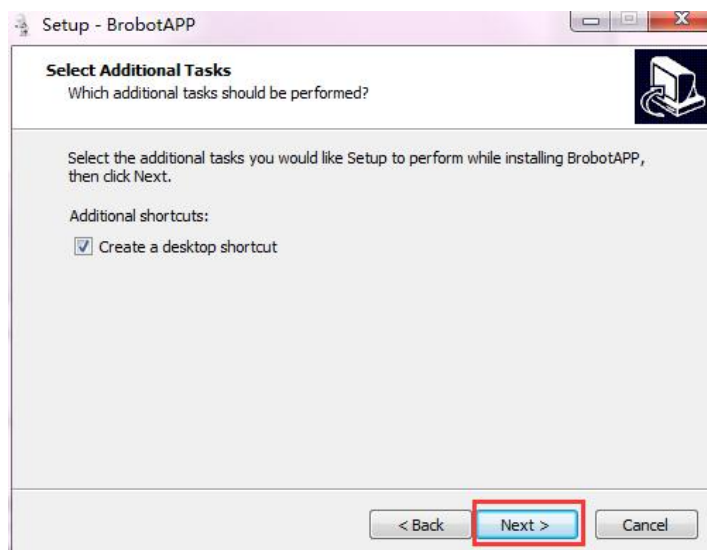 Setup - BrobotAPP
Select Additional Tasks
Which additional tasks should be performed?
Select the additional tasks you would like Setup to perform while installing BrobotAPP,
then click Next.
Additional shortcuts:
Create a desktop shortcut
< Back
Next >
Cancel